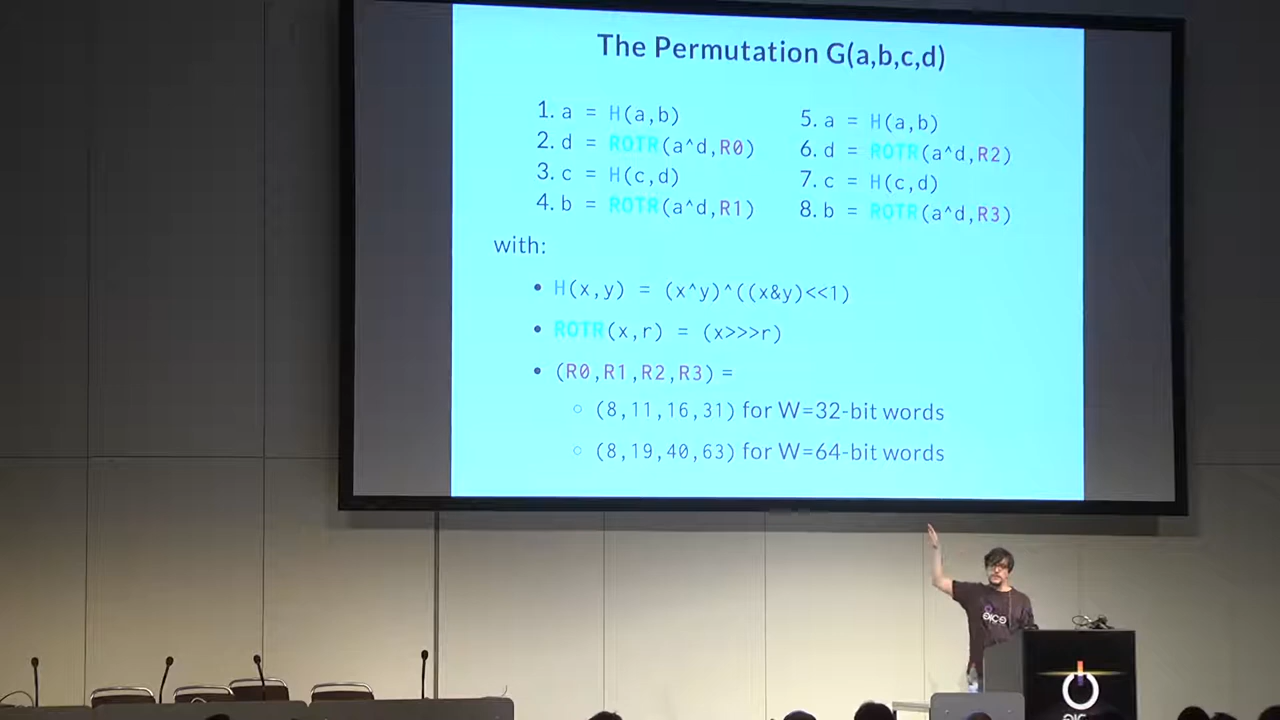 The Permutation G(a,b,c,d)
1. a = H(a,b)
2. d = ROTR(a^d,R0)
3. c = H(c,d)
4. b = ROTR(a^d,R1)
5. a = H(a,b)
6. d = ROTR(a^d,R2)
7. c = H(c,d)
8. b = ROTR(a^d,R3)
with:
• H(x,y) = (x^y)^((x&y)<<1)
• ROTR(x,r) = (x>>>r)
• (R0,R1,R2,R3) =
○ (8,11,16,31) for W=32-bit words
○ (8,19,40,63) for W=64-bit words